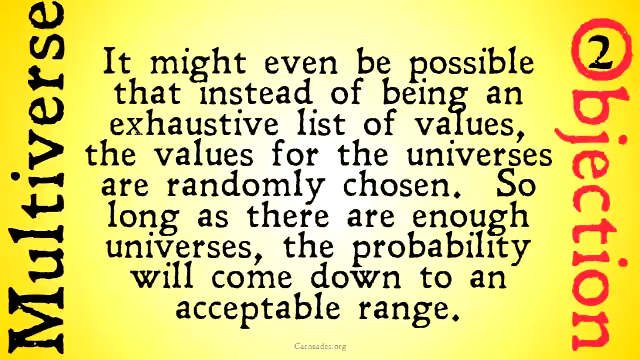 Multiverse
It might even be possible
that instead of being an
exhaustive list of values,
the values for the universes
are randomly chosen. So
long as there are enough
universes, the probability
will come down to an
acceptable range.
Objection
2
Carneades.org